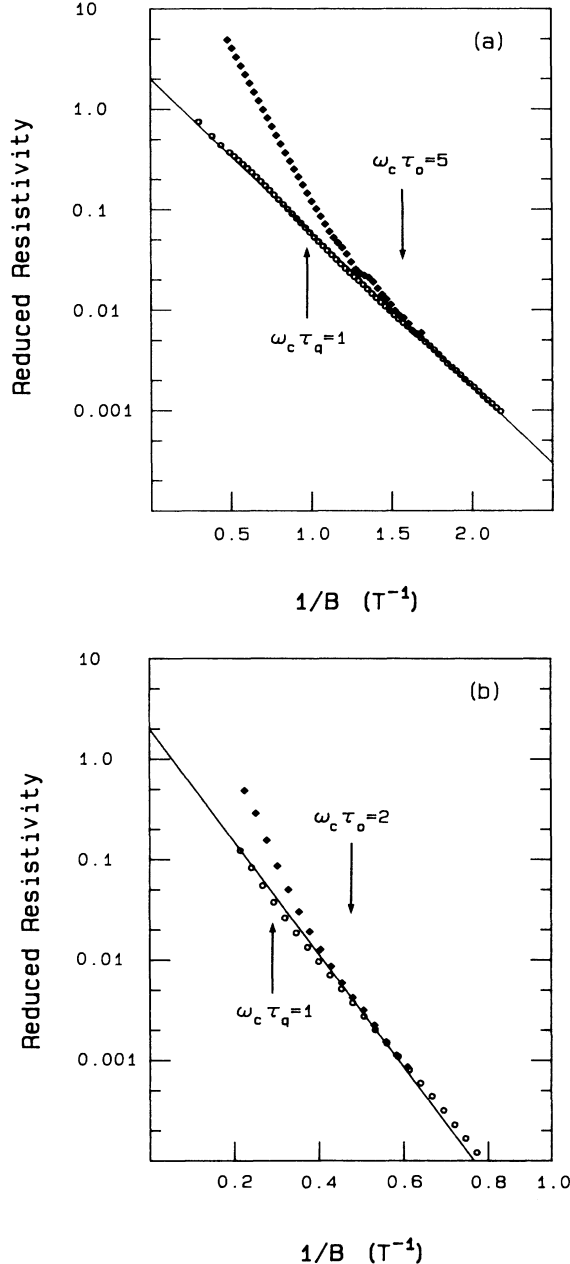 10
(a)
1.0
ω_c τ_o=5
0.1
0.01
ω_c τ_q=1
0.001
Reduced Resistivity
0.5 1.0 1.5 2.0
1/B (T⁻¹)
10
(b)
1.0
ω_c τ_o=2
0.1
0.01
ω_c τ_q=1
0.001
Reduced Resistivity
0.2 0.4 0.6 0.8 1.0
1/B (T⁻¹)